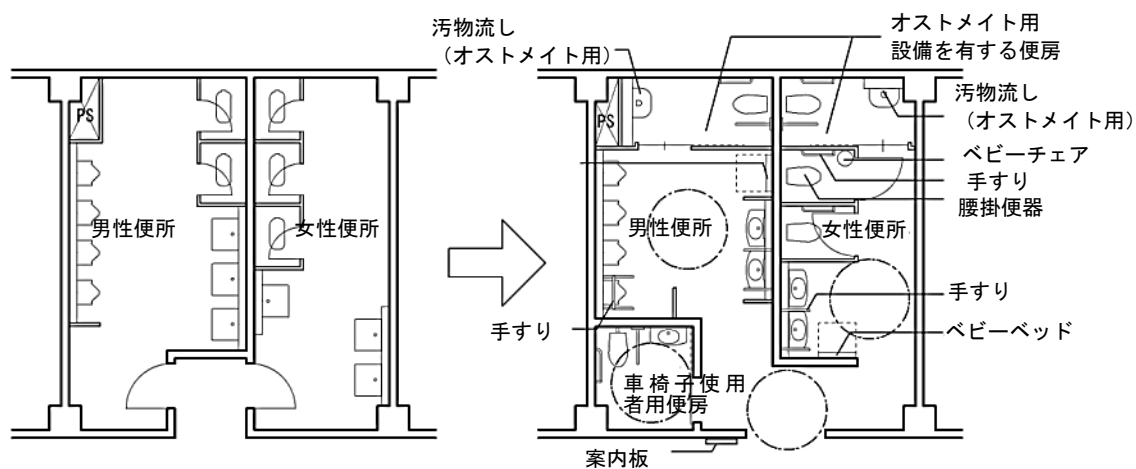 汚物流し
（オストメイト用）
オストメイト用
設備を有する便房
汚物流し
（オストメイト用）
PS
PS
ベビーチェア
手すり
腰掛便器
男性便所
女性便所
男性便所
女性便所
手すり
手すり
ベビーベッド
車椅子使用
者用便房
案内板